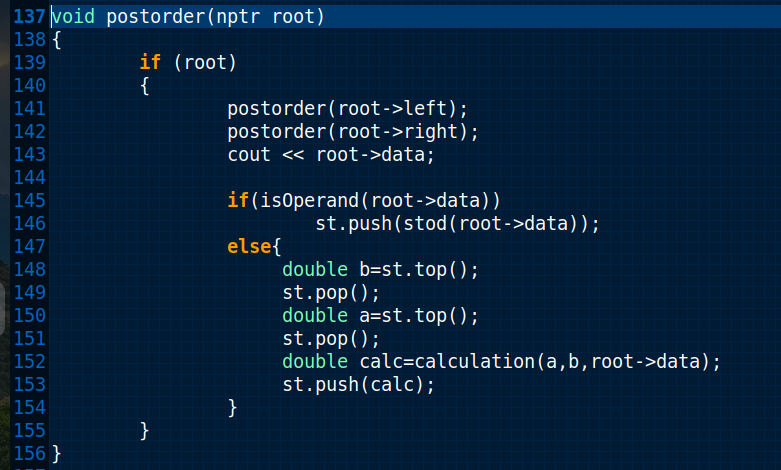 137 void postorder(nptr root)
138 {
139         if (root)
140         {
141                 postorder(root->left);
142                 postorder(root->right);
143                 cout << root->data;
144
145                 if(isOperand(root->data))
146                         st.push(stod(root->data));
147                 else{
148                      double b=st.top();
149                      st.pop();
150                      double a=st.top();
151                      st.pop();
152                      double calc=calculation(a,b,root->data);
153                      st.push(calc);
154                 }
155         }
156 }